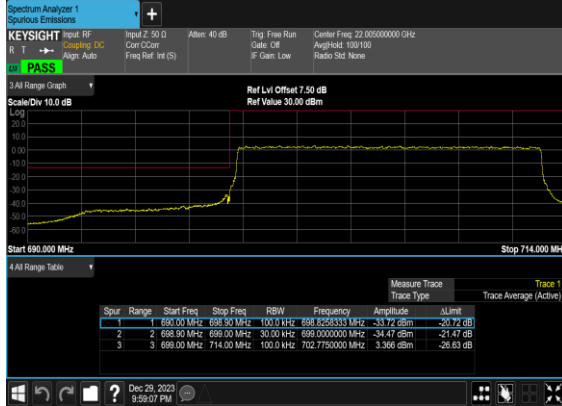 Spectrum Analyzer 1
Spurious Emissions
KEYSIGHT Input: RF Input Z: 50 Ω Atten: 40 dB Trig: Free Run Center Freq: 22.005000000 GHz
R T Coupling: DC Corr CCorr Gate: Off Avg|Hold: 100/100
Align: Auto Freq Ref: Int (S) IF Gain: Low Radio Std: None
PASS
3 All Range Graph
Ref Lvl Offset 7.50 dB
Scale/Div 10.0 dB Ref Value 30.00 dBm
Log
20.0
10.0
0.00
-10.0
-20.0
-30.0
-40.0
-50.0
-60.0
Start 690.000 MHz Stop 714.000 MH
4 All Range Table
Measure Trace Trace 1
Trace Type Trace Average (Active)
Spur Range Start Freq Stop Freq RBW Frequency Amplitude ΔLimit
1 1 690.00 MHz 698.90 MHz 100.0 kHz 698.8258333 MHz -33.72 dBm -20.72 dB
2 2 698.90 MHz 699.00 MHz 30.00 kHz 699.0000000 MHz -34.47 dBm -21.47 dB
3 3 699.00 MHz 714.00 MHz 100.0 kHz 702.7750000 MHz 3.366 dBm -26.63 dB
Dec 29, 2023
9:59:07 PM